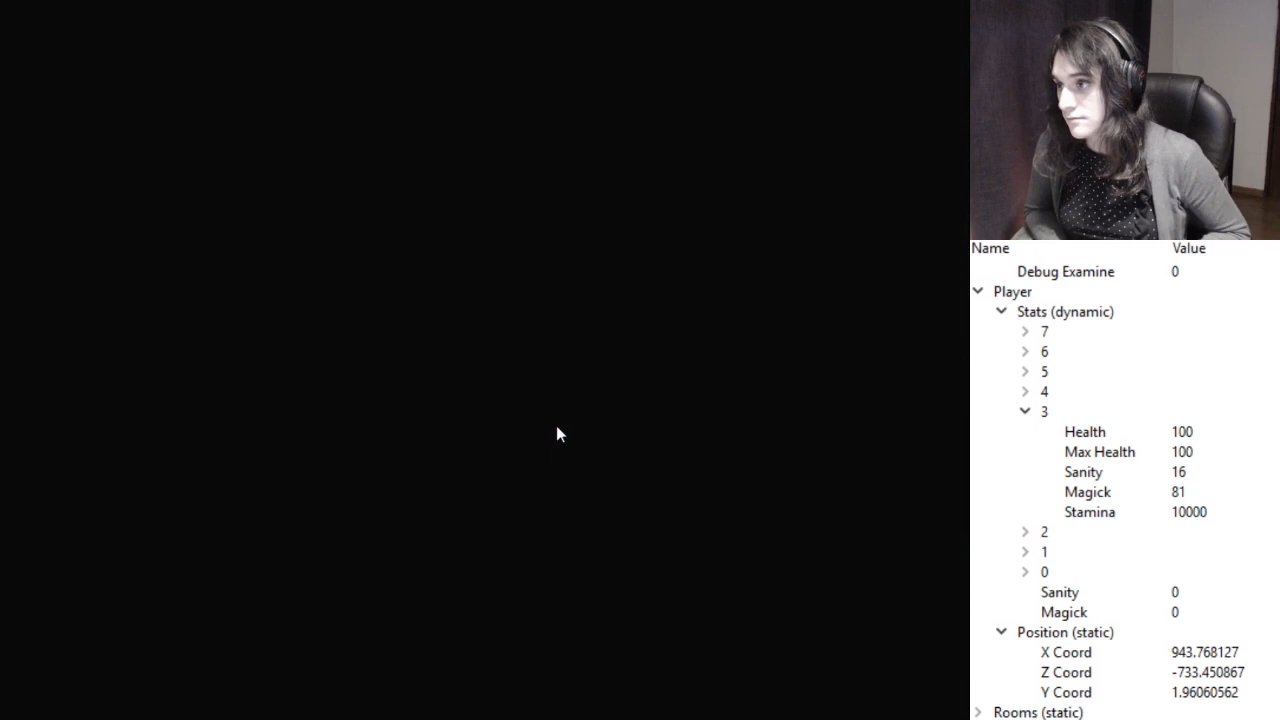 Name Value
Debug Examine 0
Player
Stats (dynamic)
7
6
5
4
3
Health 100
Max Health 100
Sanity 16
Magick 81
Stamina 10000
2
1
0
Sanity 0
Magick 0
Position (static)
X Coord 943.768127
Z Coord -733.450867
Y Coord 1.96060562
Rooms (static)